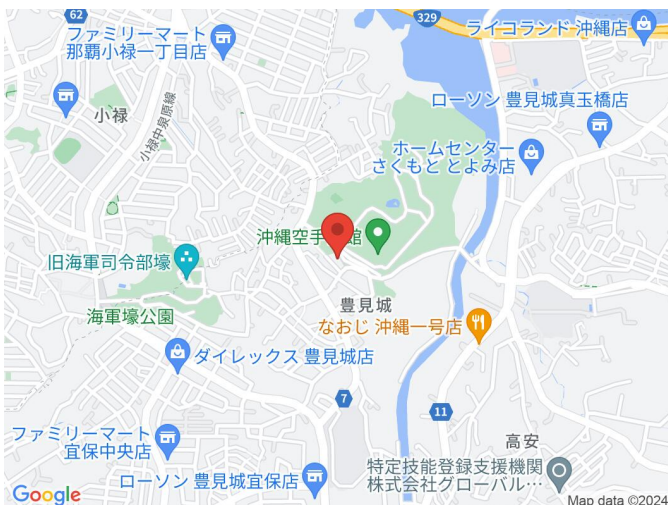 62
329
ライコランド 沖縄店
ファミリーマート
那覇小禄一丁目店
小禄
小禄中泉原線
ローソン 豊見城真玉橋店
ホームセンター
さくもと とよみ店
沖縄空手
館
旧海軍司令部壕
海軍壕公園
豊見城
なおじ 沖縄一号店
ダイレックス 豊見城店
7
11
ファミリーマート
宜保中央店
高安
ローソン 豊見城宜保店
特定技能登録支援機関
株式会社グローバル…
Google
Map data ©2024